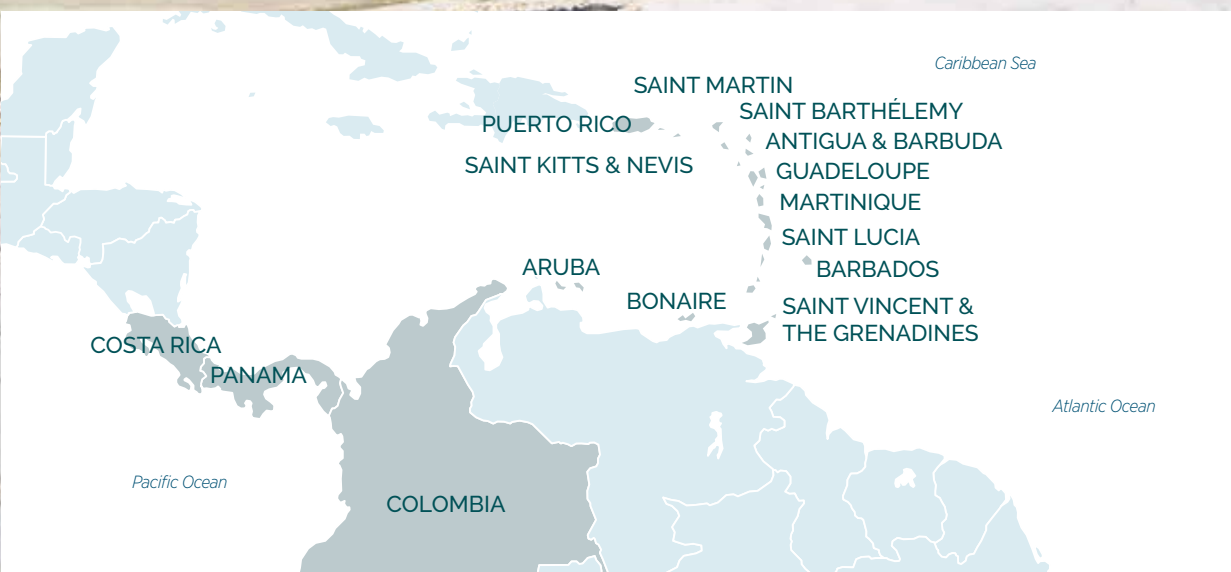 Caribbean Sea
SAINT MARTIN
SAINT BARTHÉLEMY
PUERTO RICO
ANTIGUA & BARBUDA
SAINT KITTS & NEVIS
GUADELOUPE
MARTINIQUE
SAINT LUCIA
ARUBA
BARBADOS
BONAIRE
SAINT VINCENT &
THE GRENADINES
COSTA RICA
PANAMA
Atlantic Ocean
Pacific Ocean
COLOMBIA